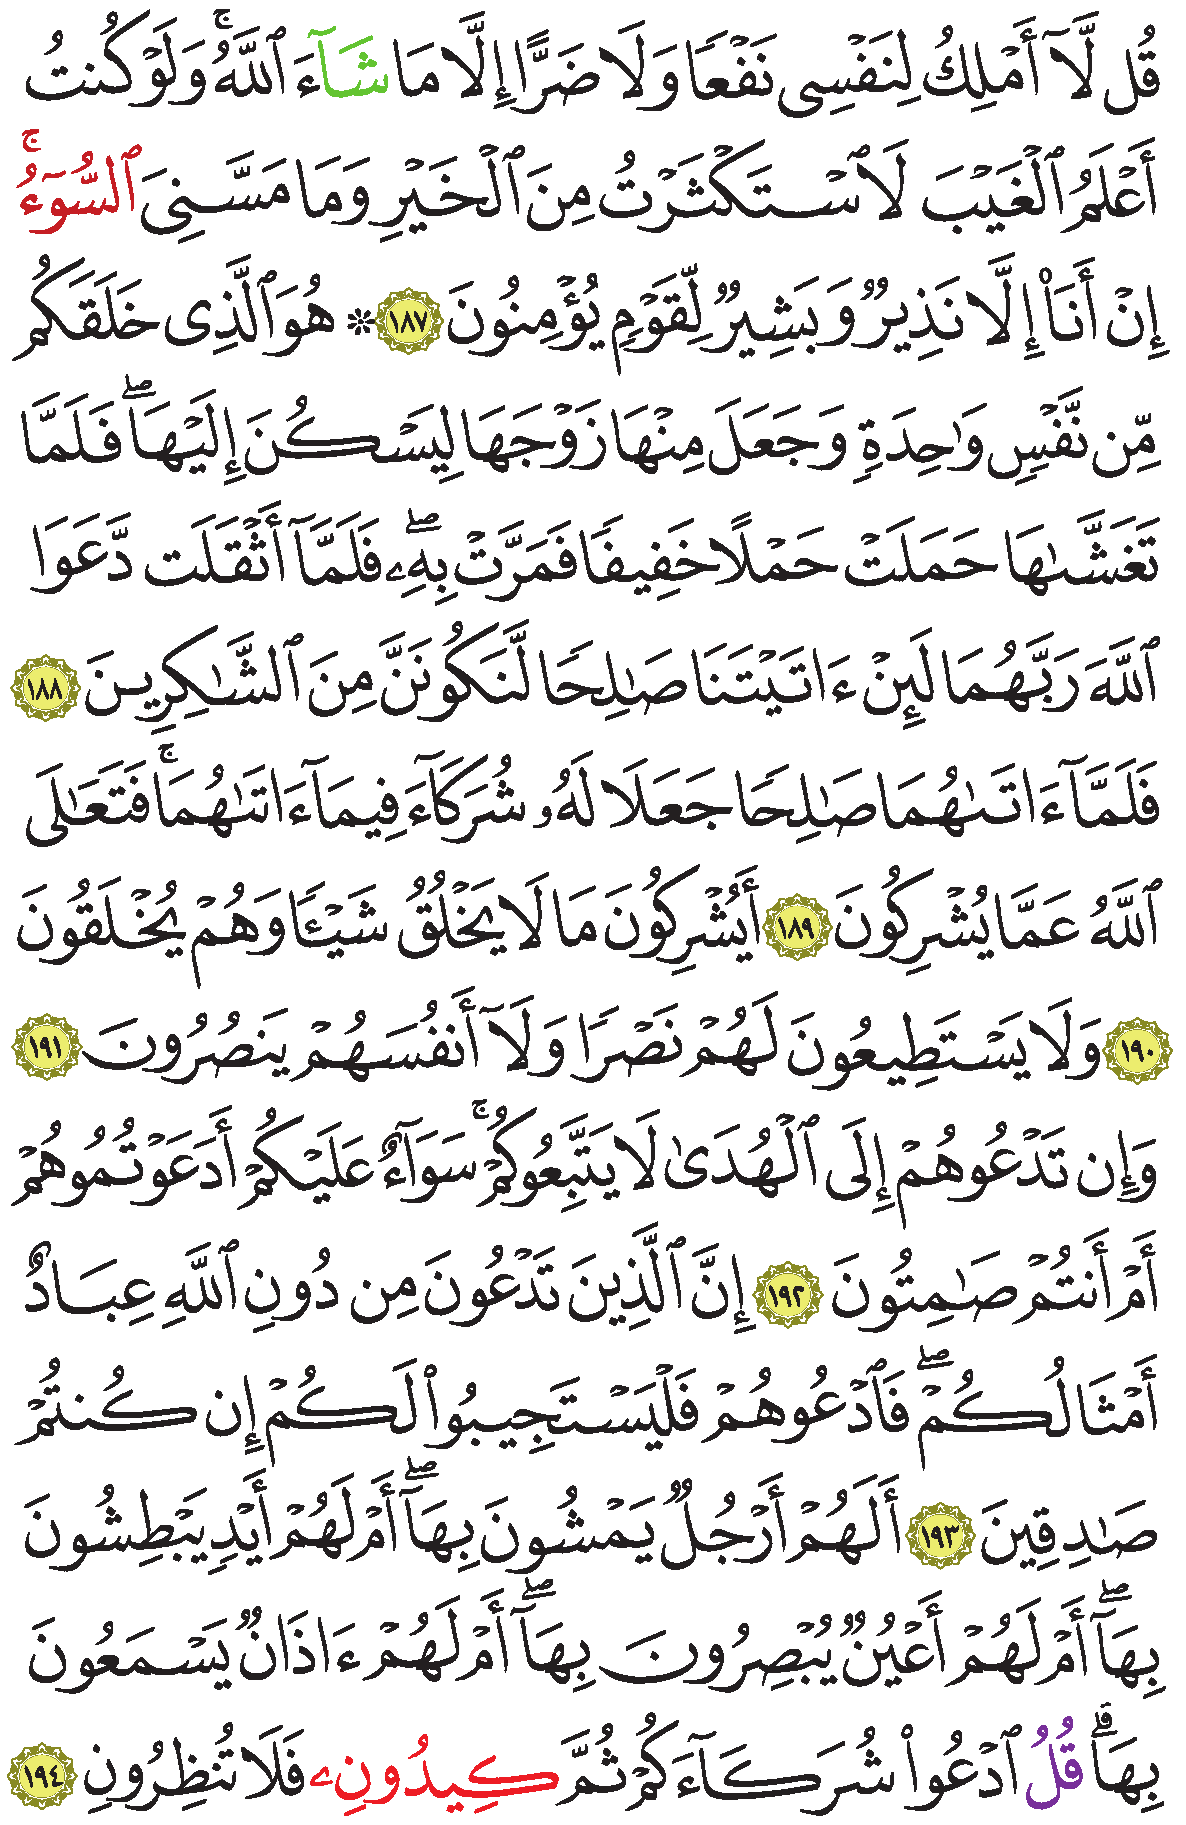 قُل لَّآ أَمْلِكُ لِنَفْسِى نَفْعًا وَلَا ضَرًّا إِلَّا مَا شَآءَ ٱللَّهُۚ وَلَوْ كُنتُ
أَعْلَمُ ٱلْغَيْبَ لَٱسْتَكْثَرْتُ مِنَ ٱلْخَيْرِ وَمَا مَسَّنِىَ ٱلسُّوٓءُۚ
إِنْ أَنَا۠ إِلَّا نَذِيرٌ وَبَشِيرٌ لِّقَوْمٍ يُؤْمِنُونَ ١٨٧ ۞ هُوَ ٱلَّذِى خَلَقَكُم
مِّن نَّفْسٍ وَٰحِدَةٍ وَجَعَلَ مِنْهَا زَوْجَهَا لِيَسْكُنَ إِلَيْهَاۖ فَلَمَّا
تَغَشَّىٰهَا حَمَلَتْ حَمْلًا خَفِيفًا فَمَرَّتْ بِهِۦۖ فَلَمَّآ أَثْقَلَت دَّعَوَا
ٱللَّهَ رَبَّهُمَا لَئِنْ ءَاتَيْتَنَا صَٰلِحًا لَّنَكُونَنَّ مِنَ ٱلشَّٰكِرِينَ ١٨٨
فَلَمَّآ ءَاتَىٰهُمَا صَٰلِحًا جَعَلَا لَهُۥ شُرَكَآءَ فِيمَآ ءَاتَىٰهُمَاۚ فَتَعَٰلَى
ٱللَّهُ عَمَّا يُشْرِكُونَ ١٨٩ أَيُشْرِكُونَ مَا لَا يَخْلُقُ شَيْـًٔا وَهُمْ يُخْلَقُونَ
١٩٠ وَلَا يَسْتَطِيعُونَ لَهُمْ نَصْرًا وَلَآ أَنفُسَهُمْ يَنصُرُونَ ١٩١
وَإِن تَدْعُوهُمْ إِلَى ٱلْهُدَىٰ لَا يَتَّبِعُوكُمْۚ سَوَآءٌ عَلَيْكُمْ أَدَعَوْتُمُوهُمْ
أَمْ أَنتُمْ صَٰمِتُونَ ١٩٢ إِنَّ ٱلَّذِينَ تَدْعُونَ مِن دُونِ ٱللَّهِ عِبَادٌ
أَمْثَالُكُمْۖ فَٱدْعُوهُمْ فَلْيَسْتَجِيبُوا۟ لَكُمْ إِن كُنتُمْ
صَٰدِقِينَ ١٩٣ أَلَهُمْ أَرْجُلٌ يَمْشُونَ بِهَآۖ أَمْ لَهُمْ أَيْدٍ يَبْطِشُونَ
بِهَآۖ أَمْ لَهُمْ أَعْيُنٌ يُبْصِرُونَ بِهَآۖ أَمْ لَهُمْ ءَاذَانٌ يَسْمَعُونَ
بِهَاۗ قُلُ ٱدْعُوا۟ شُرَكَآءَكُمْ ثُمَّ كِيدُونِۦ فَلَا تُنظِرُونِ ١٩٤